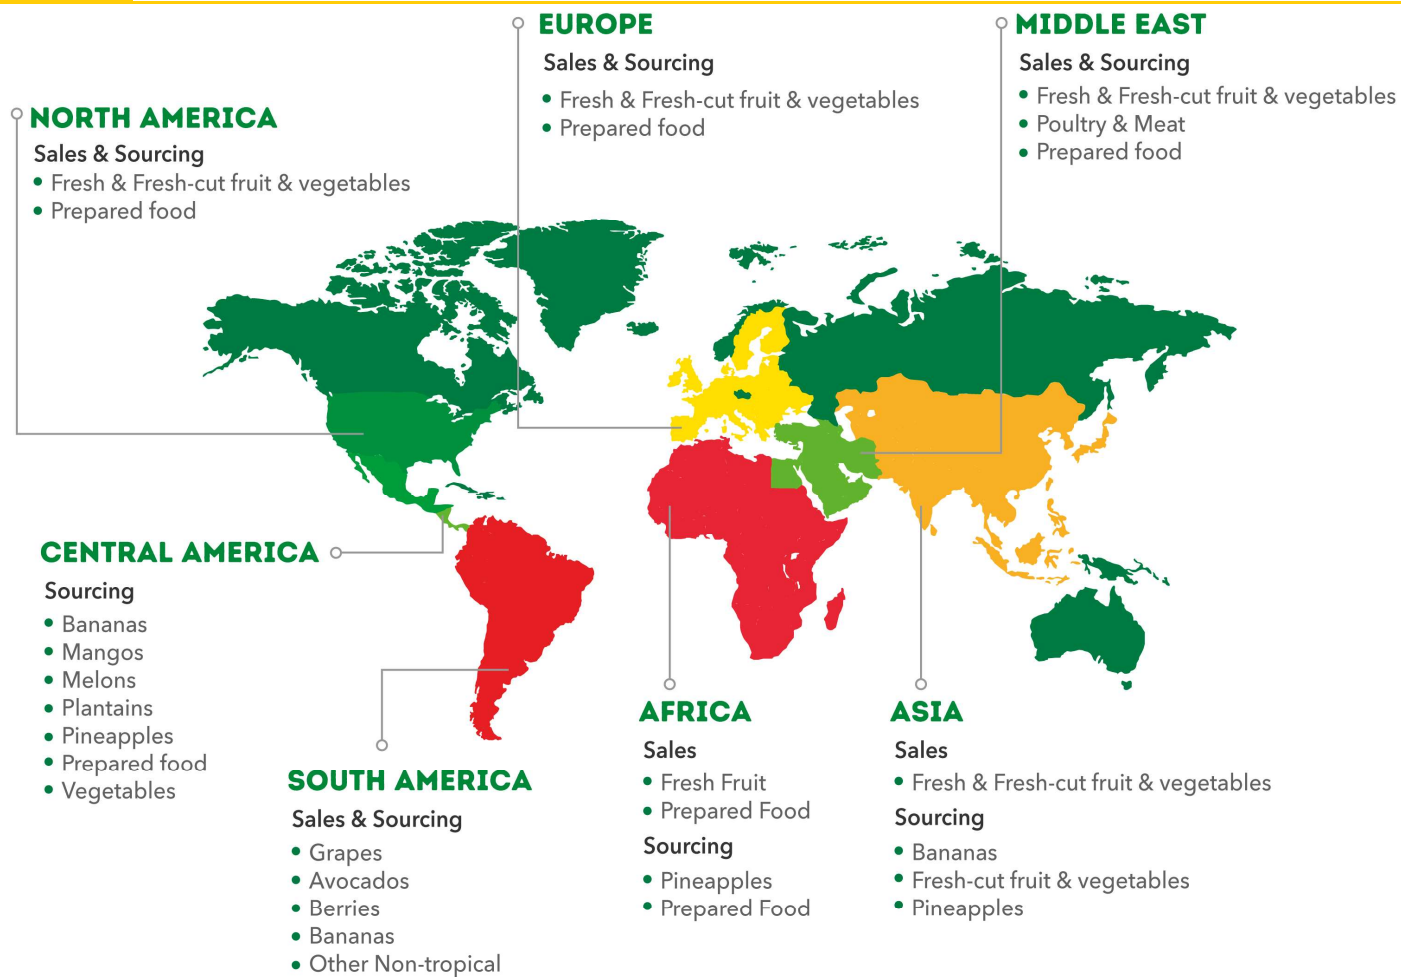 EUROPE
Sales & Sourcing
Fresh & Fresh-cut fruit & vegetables
Prepared food
MIDDLE EAST
Sales & Sourcing
Fresh & Fresh-cut fruit & vegetables
Poultry & Meat
Prepared food
NORTH AMERICA
Sales & Sourcing
Fresh & Fresh-cut fruit & vegetables
Prepared food
CENTRAL AMERICA
Sourcing
Bananas
Mangos
Melons
Plantains
Pineapples
Prepared food
Vegetables
SOUTH AMERICA
Sales & Sourcing
Grapes
Avocados
Berries
Bananas
Other Non-tropical
AFRICA
Sales
Fresh Fruit
Prepared Food
Sourcing
Pineapples
Prepared Food
ASIA
Sales
Fresh & Fresh-cut fruit & vegetables
Sourcing
Bananas
Fresh-cut fruit & vegetables
Pineapples